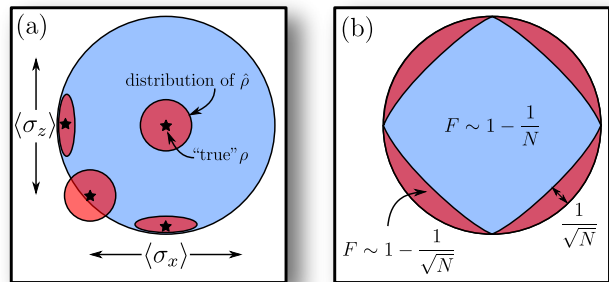 (a)
distribution of ρ̂
⟨σ_z⟩
"true" ρ
⟨σ_x⟩
(b)
F ∼ 1 − 1/N
1/√N
F ∼ 1 − 1/√N